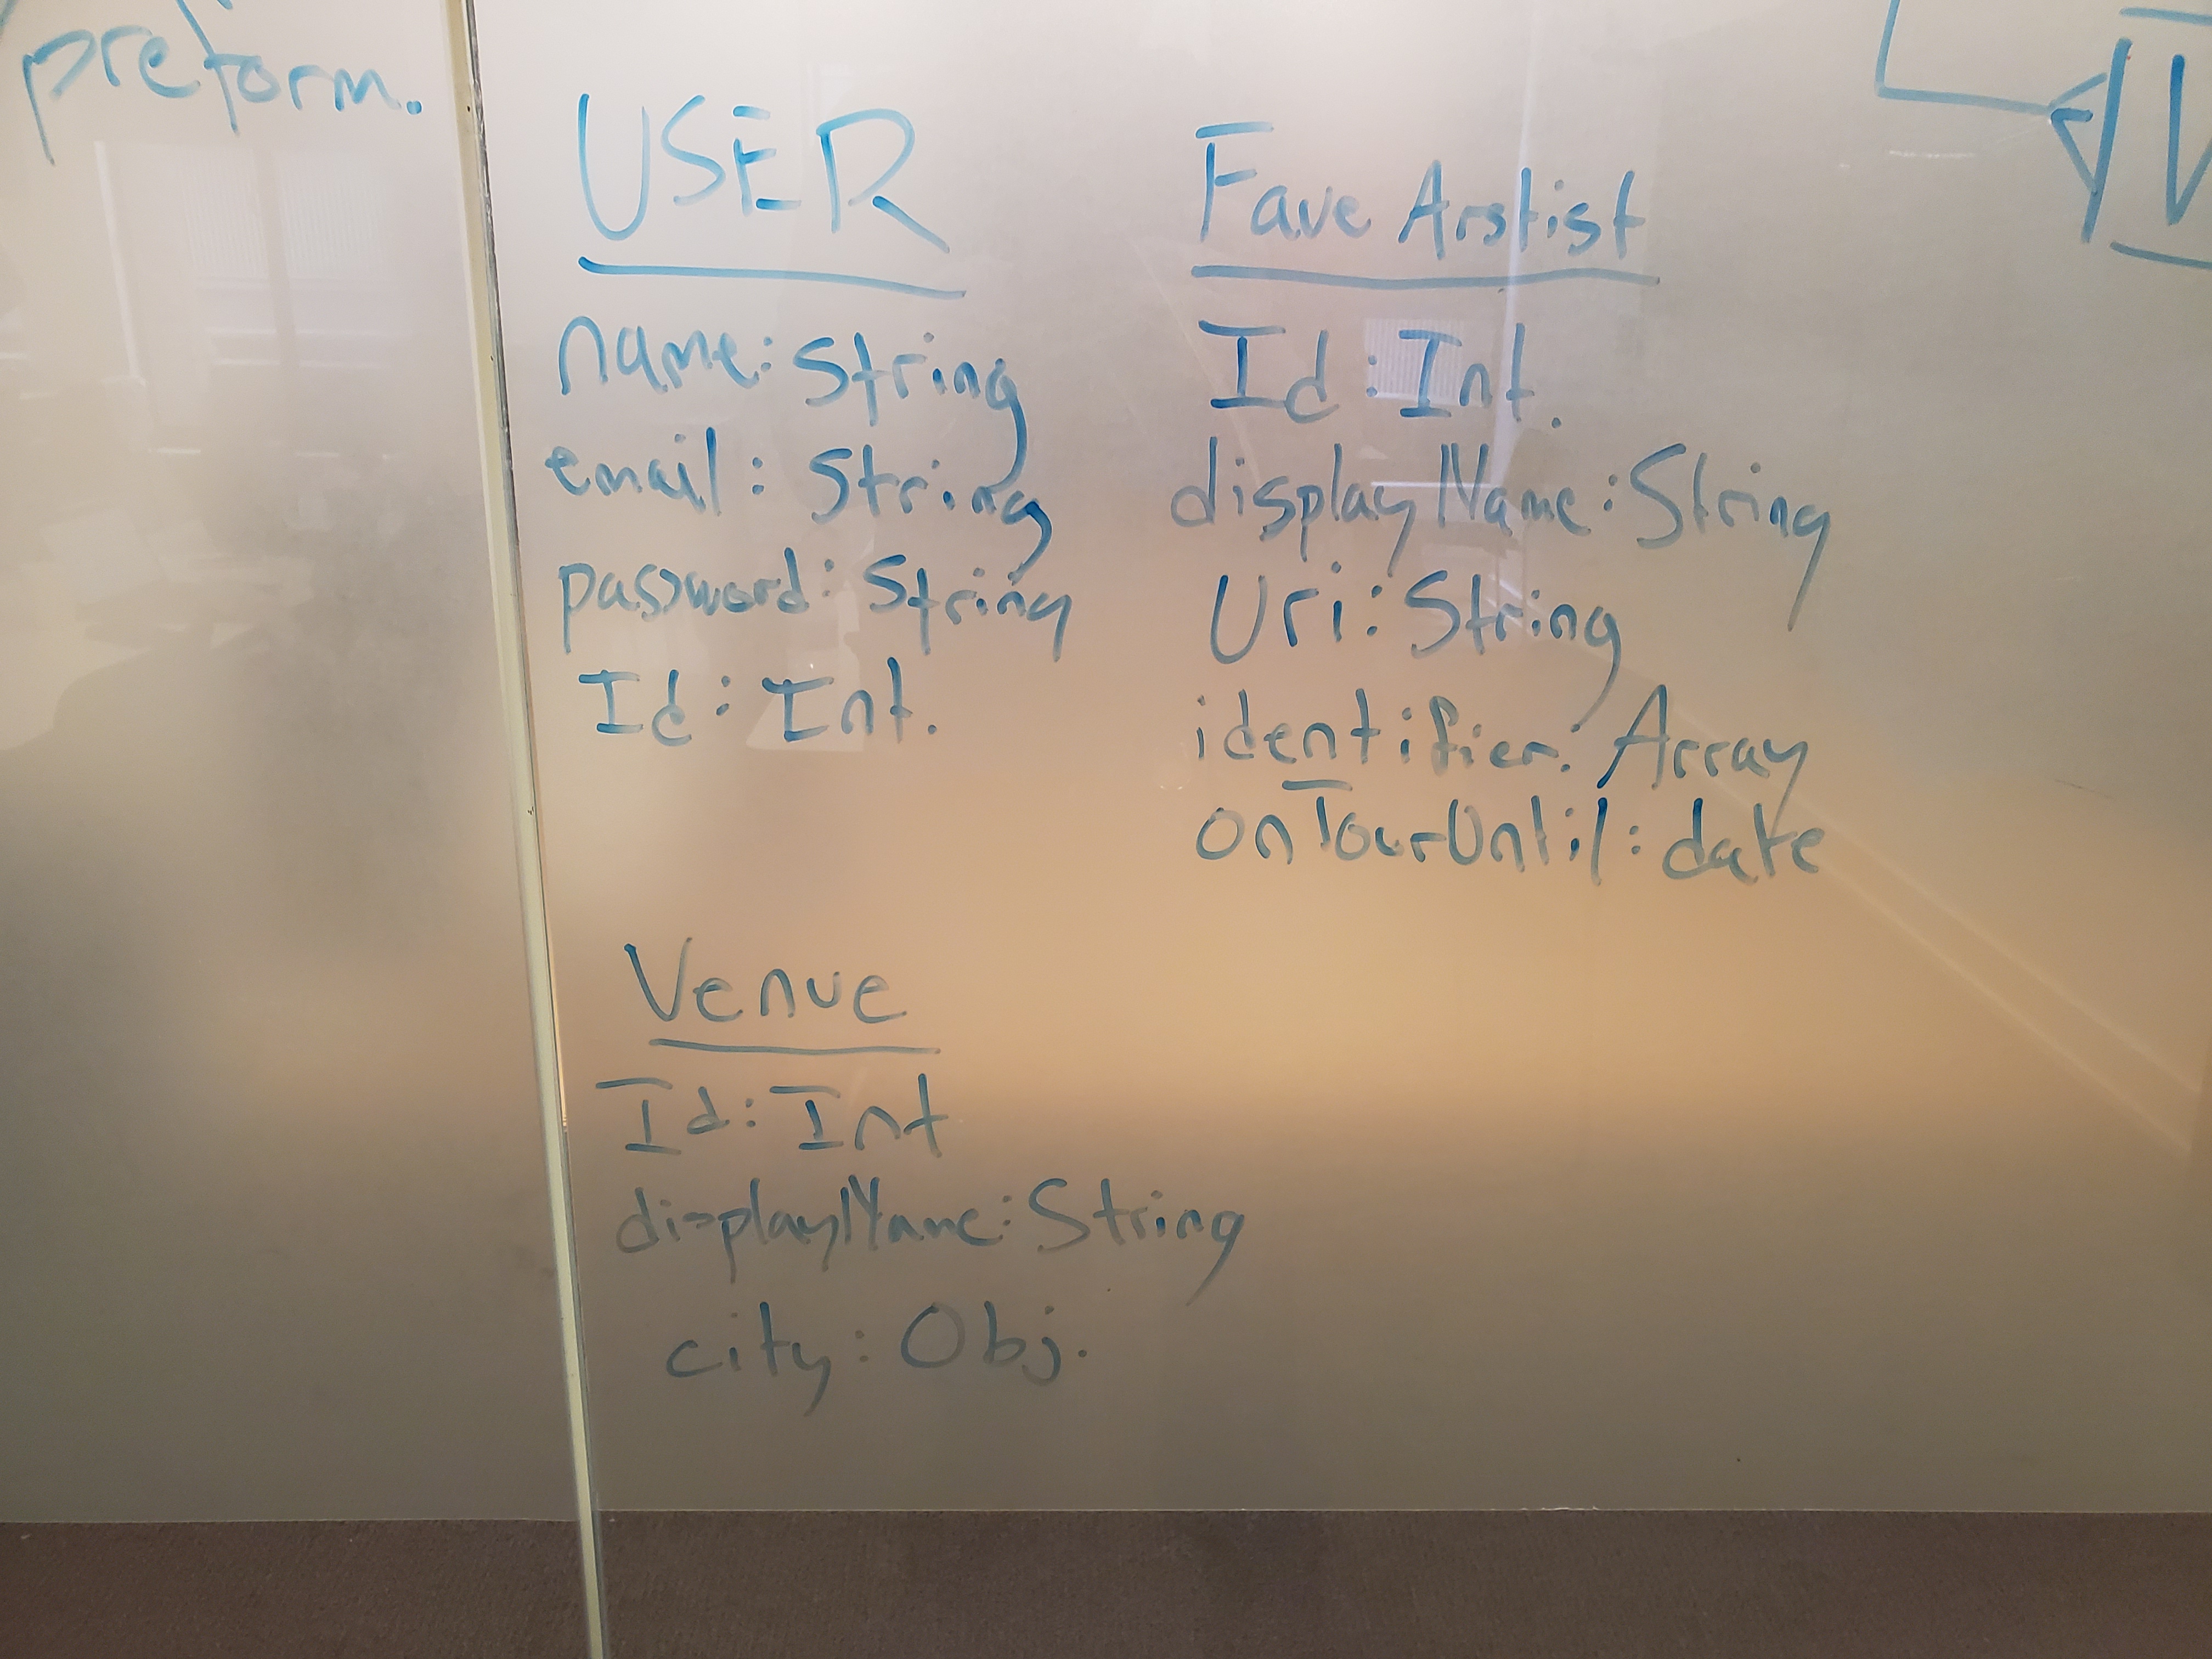 preform.
USER
name: String
email: String
password: String
Id: Int.
Fave Arstist
Id: Int.
displayName: String
Uri: String
identifier: Array
onTourUntil: date
Venue
Id: Int
displayName: String
city: Obj.